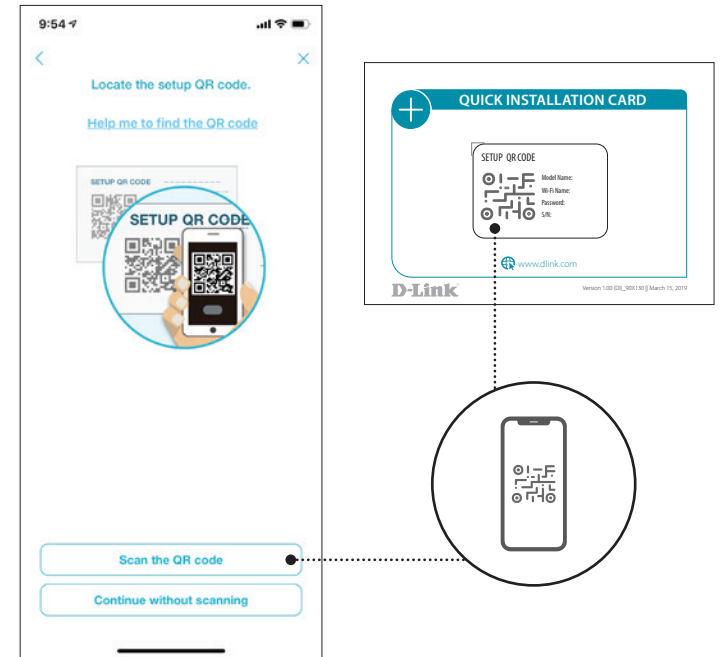 9:54
Locate the setup QR code.
Help me to find the QR code
SETUP QR CODE
SETUP QR CODE
Scan the QR code
Continue without scanning
QUICK INSTALLATION CARD
SETUP QR CODE
Model Name:
Wi-Fi Name:
Password:
S/N:
www.dlink.com
D-Link
Version 1.00 (DI)_90X130 || March 15, 2019